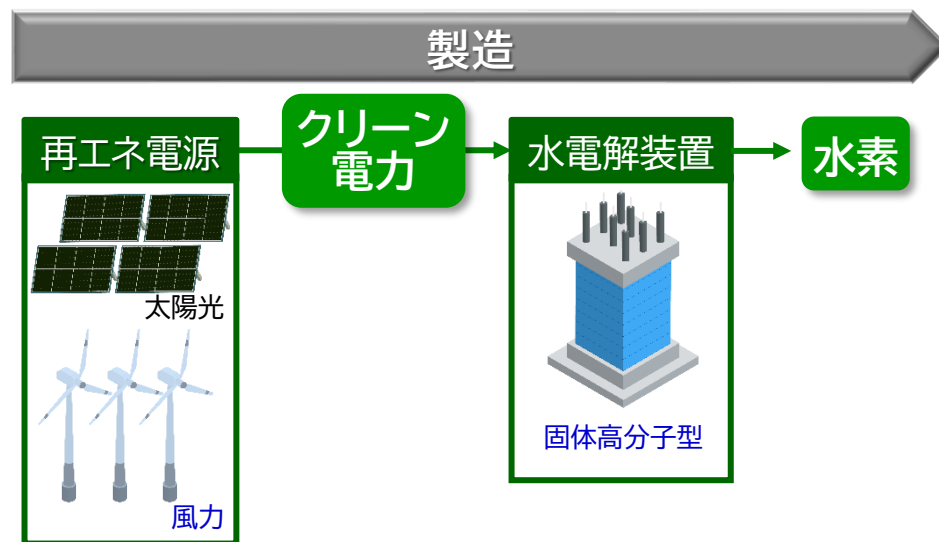 製造
再エネ電源
クリーン
電力
水電解装置
水素
太陽光
風力
固体高分子型